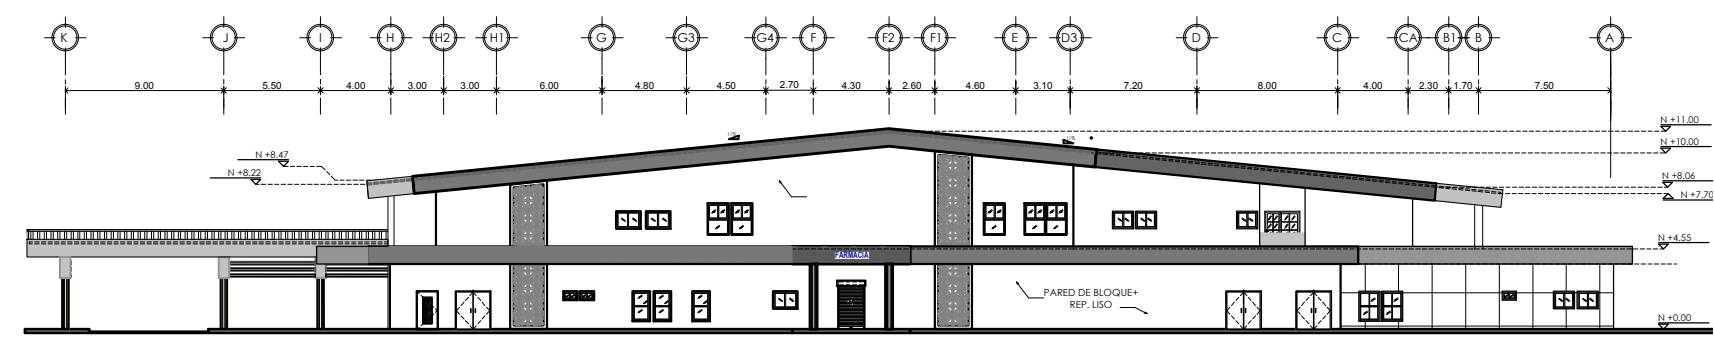 K J I H H2 H1 G G3 G4 F F2 F1 E D3 D C CA B1 B A
9.00 5.50 4.00 3.00 3.00 6.00 4.80 4.50 2.70 4.30 2.60 4.60 3.10 7.20 8.00 4.00 2.30 1.70 7.50
N +11.00
N +10.00
N +8.47
N +8.22
N +8.06
N +7.70
N +4.55
FARMACIA
PARED DE BLOQUE+
REP. LISO
N +0.00